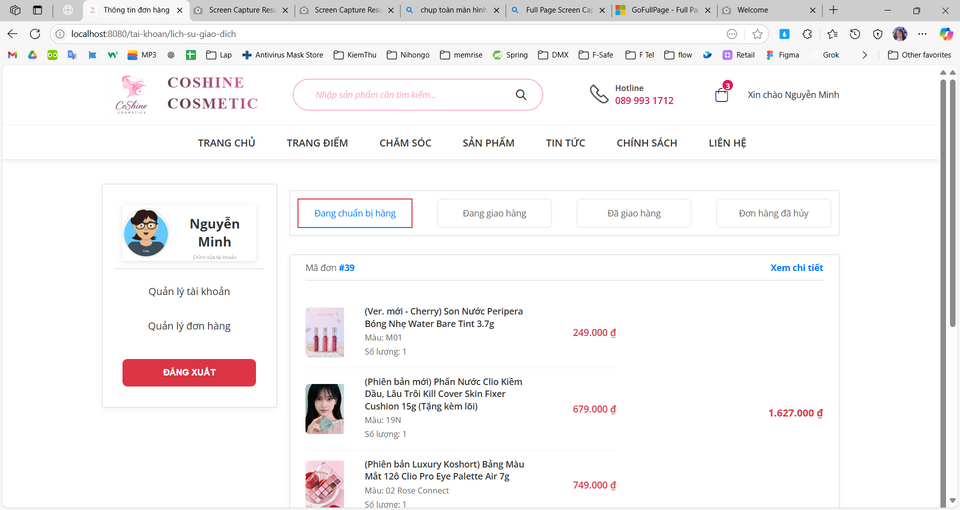 Thông tin đơn hàng
Screen Capture Resu
Screen Capture Resu
chụp toàn màn hình
Full Page Screen Cap
GoFullPage - Full Pa
Welcome
localhost:8080/tai-khoan/lich-su-giao-dich
MP3
Lap
Antivirus Mask Store
KiemThu
Nihongo
memrise
Spring
DMX
F-Safe
F Tel
flow
Retail
Figma
Grok
Other favorites
CoShine
COSMETICS
COSHINE
COSMETIC
Nhập sản phẩm cần tìm kiếm...
Hotline
089 993 1712
3
Xin chào Nguyễn Minh
TRANG CHỦ
TRANG ĐIỂM
CHĂM SÓC
SẢN PHẨM
TIN TỨC
CHÍNH SÁCH
LIÊN HỆ
Nguyễn
Minh
Chỉnh sửa tài khoản
Quản lý tài khoản
Quản lý đơn hàng
ĐĂNG XUẤT
Đang chuẩn bị hàng
Đang giao hàng
Đã giao hàng
Đơn hàng đã hủy
Mã đơn #39
Xem chi tiết
(Ver. mới - Cherry) Son Nước Peripera
Bóng Nhẹ Water Bare Tint 3.7g
Màu: M01
Số lượng: 1
249.000 ₫
(Phiên bản mới) Phấn Nước Clio Kiềm
Dầu, Lâu Trôi Kill Cover Skin Fixer
Cushion 15g (Tặng kèm lõi)
Màu: 19N
Số lượng: 1
679.000 ₫
1.627.000 ₫
(Phiên bản Luxury Koshort) Bảng Màu
Mắt 12ô Clio Pro Eye Palette Air 7g
Màu: 02 Rose Connect
Số lượng: 1
749.000 ₫